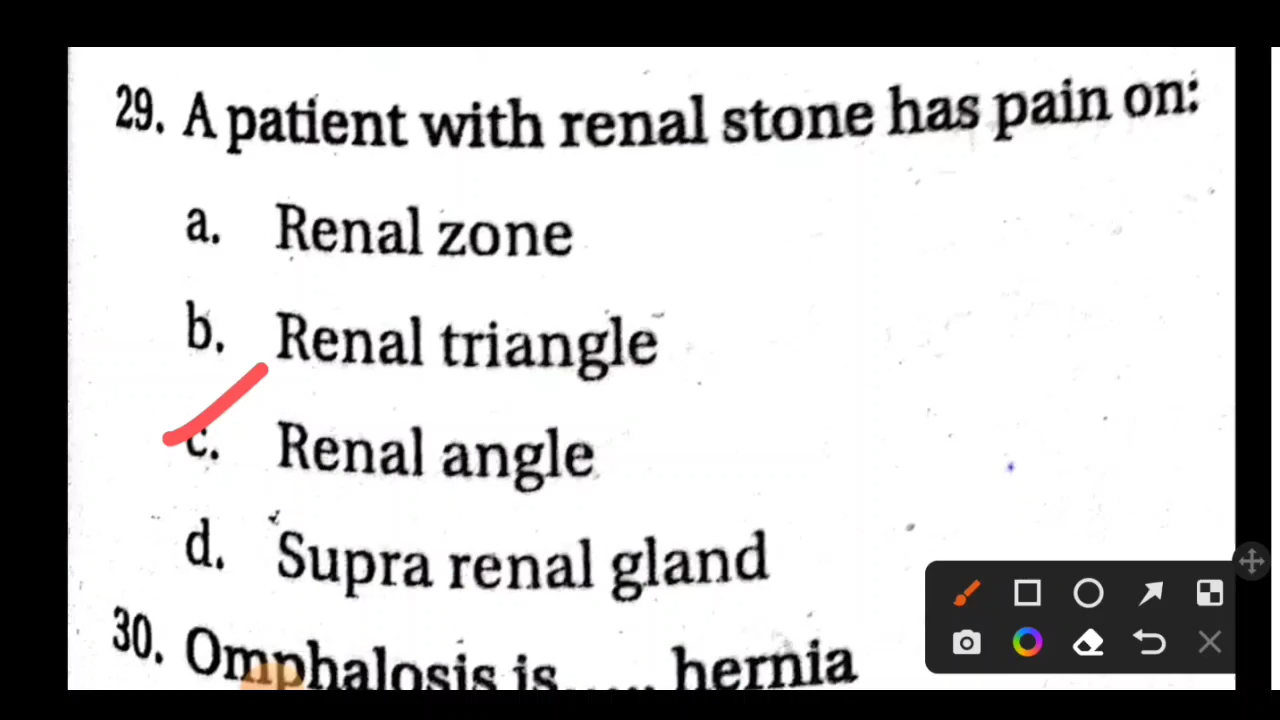 29. A patient with renal stone has pain on:
a. Renal zone
b. Renal triangle
c. Renal angle
d. Supra renal gland
30. Omphalosis is ..... hernia